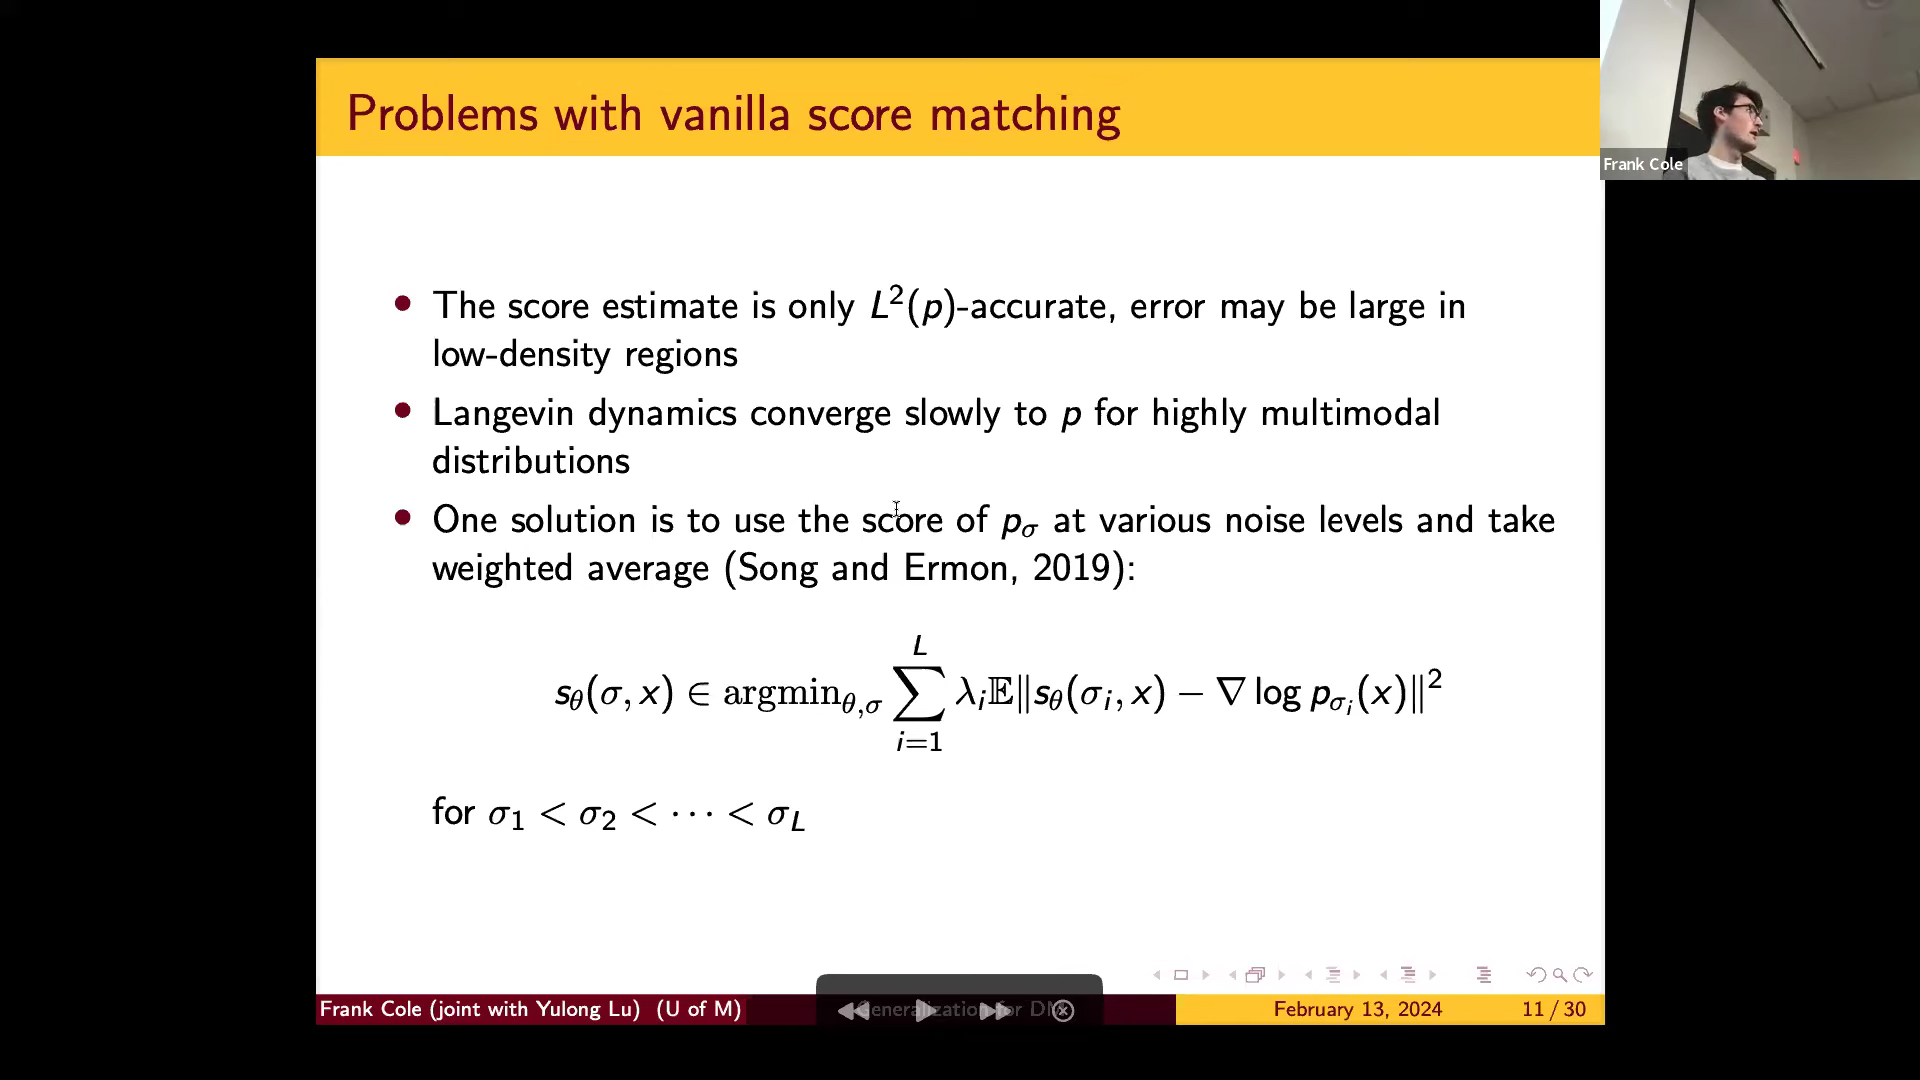 Problems with vanilla score matching
Frank Cole
• The score estimate is only L²(p)-accurate, error may be large in
low-density regions
• Langevin dynamics converge slowly to p for highly multimodal
distributions
• One solution is to use the score of p_σ at various noise levels and take
weighted average (Song and Ermon, 2019):
s_θ(σ, x) ∈ argmin_{θ,σ} ∑_{i=1}^{L} λ_i 𝔼‖s_θ(σ_i, x) − ∇ log p_{σ_i}(x)‖²
for σ₁ < σ₂ < ⋯ < σ_L
Frank Cole (joint with Yulong Lu) (U of M)
Generalization for DM
February 13, 2024
11 / 30